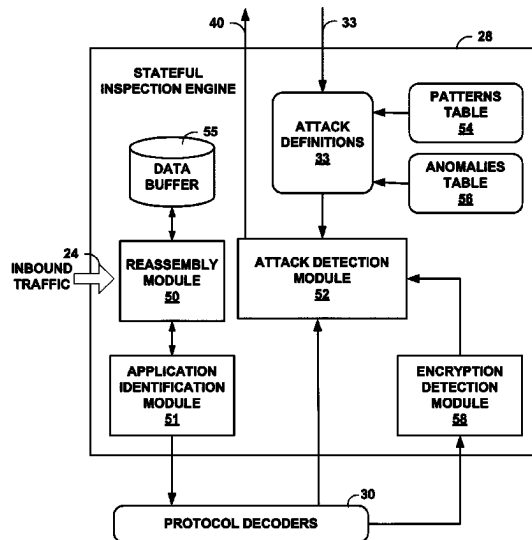 40
33
28
STATEFUL
INSPECTION ENGINE
55
DATA
BUFFER
ATTACK
DEFINITIONS
33
PATTERNS
TABLE
54
ANOMALIES
TABLE
56
24
INBOUND
TRAFFIC
REASSEMBLY
MODULE
50
ATTACK DETECTION
MODULE
52
APPLICATION
IDENTIFICATION
MODULE
51
ENCRYPTION
DETECTION
MODULE
58
30
PROTOCOL DECODERS